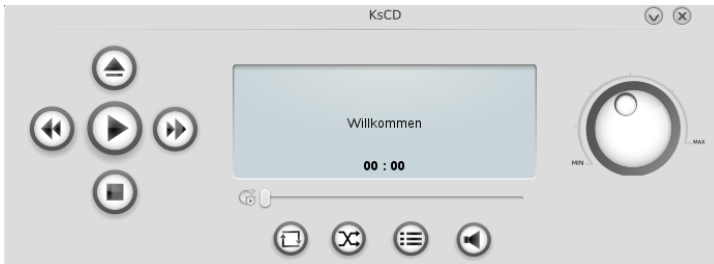 KsCD
Willkommen
00 : 00
MIN
MAX